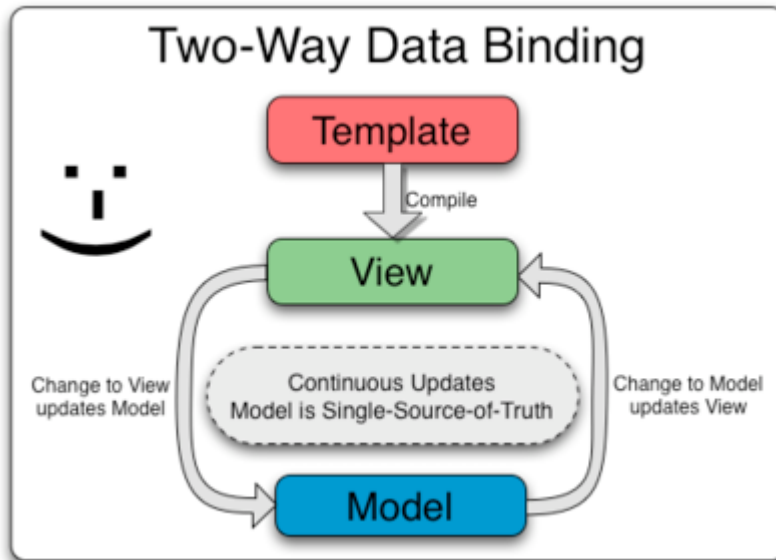 Two-Way Data Binding
Template
Compile
View
Change to View
updates Model
Continuous Updates
Model is Single-Source-of-Truth
Change to Model
updates View
Model